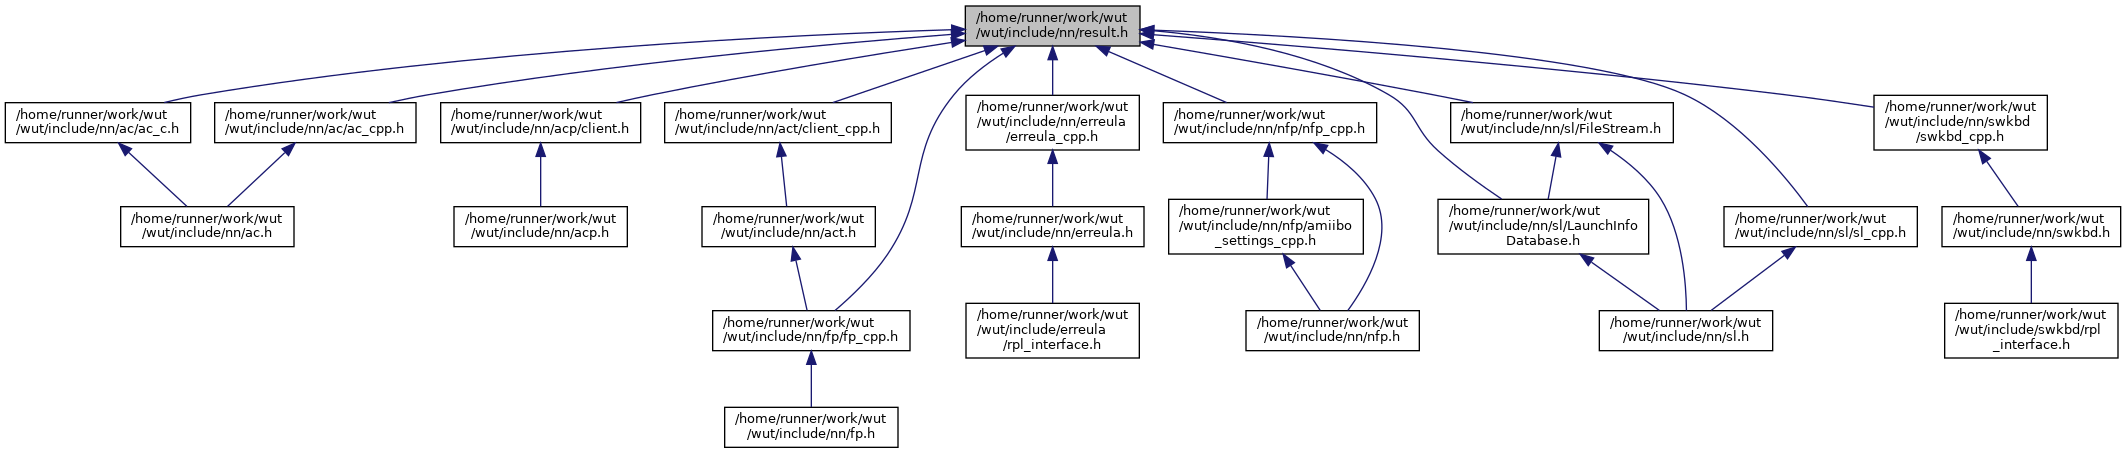 /home/runner/work/wut
/wut/include/nn/result.h
/home/runner/work/wut
/wut/include/nn/ac/ac_c.h
/home/runner/work/wut
/wut/include/nn/ac/ac_cpp.h
/home/runner/work/wut
/wut/include/nn/acp/client.h
/home/runner/work/wut
/wut/include/nn/act/client_cpp.h
/home/runner/work/wut
/wut/include/nn/erreula
/erreula_cpp.h
/home/runner/work/wut
/wut/include/nn/nfp/nfp_cpp.h
/home/runner/work/wut
/wut/include/nn/sl/FileStream.h
/home/runner/work/wut
/wut/include/nn/swkbd
/swkbd_cpp.h
/home/runner/work/wut
/wut/include/nn/ac.h
/home/runner/work/wut
/wut/include/nn/acp.h
/home/runner/work/wut
/wut/include/nn/act.h
/home/runner/work/wut
/wut/include/nn/erreula.h
/home/runner/work/wut
/wut/include/nn/nfp/amiibo
_settings_cpp.h
/home/runner/work/wut
/wut/include/nn/sl/LaunchInfo
Database.h
/home/runner/work/wut
/wut/include/nn/sl/sl_cpp.h
/home/runner/work/wut
/wut/include/nn/swkbd.h
/home/runner/work/wut
/wut/include/nn/fp/fp_cpp.h
/home/runner/work/wut
/wut/include/erreula
/rpl_interface.h
/home/runner/work/wut
/wut/include/nn/nfp.h
/home/runner/work/wut
/wut/include/nn/sl.h
/home/runner/work/wut
/wut/include/swkbd/rpl
_interface.h
/home/runner/work/wut
/wut/include/nn/fp.h